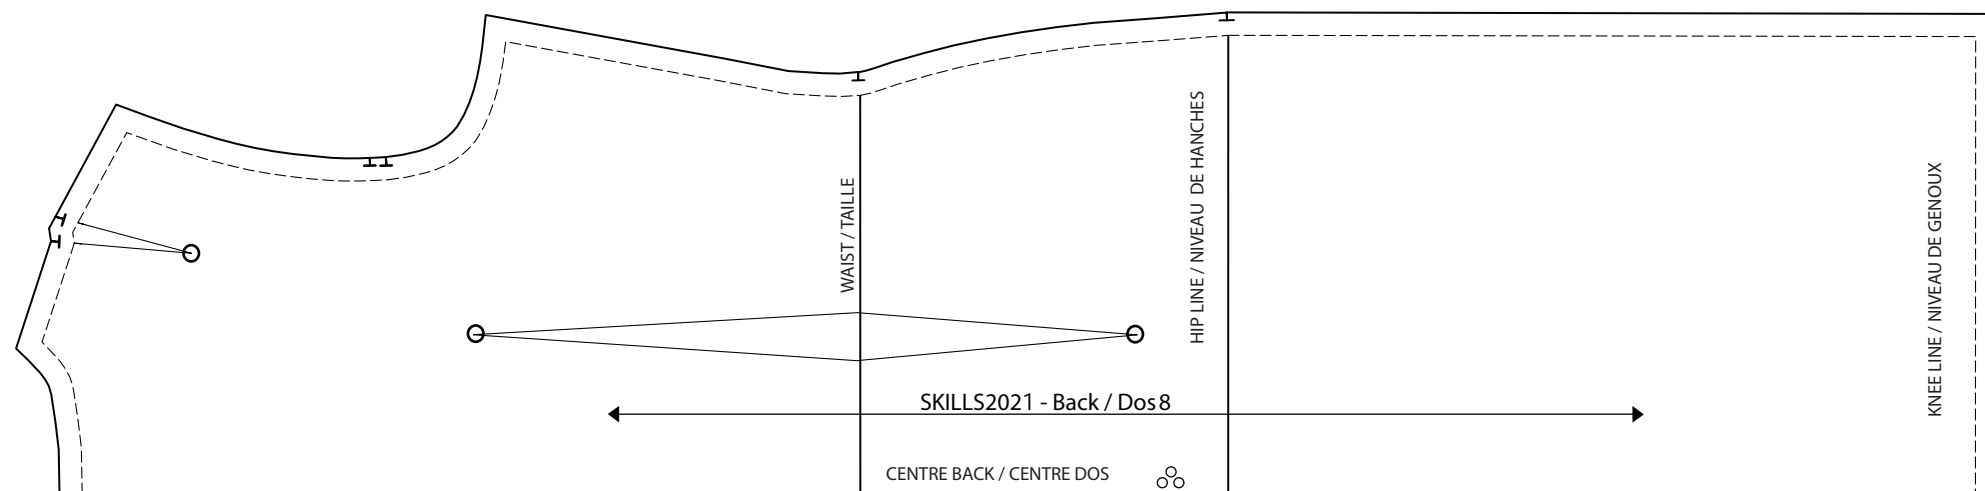 WAIST / TAILLE
HIP LINE / NIVEAU DE HANCHES
KNEE LINE / NIVEAU DE GENOUX
SKILLS2021 - Back / Dos 8
CENTRE BACK / CENTRE DOS